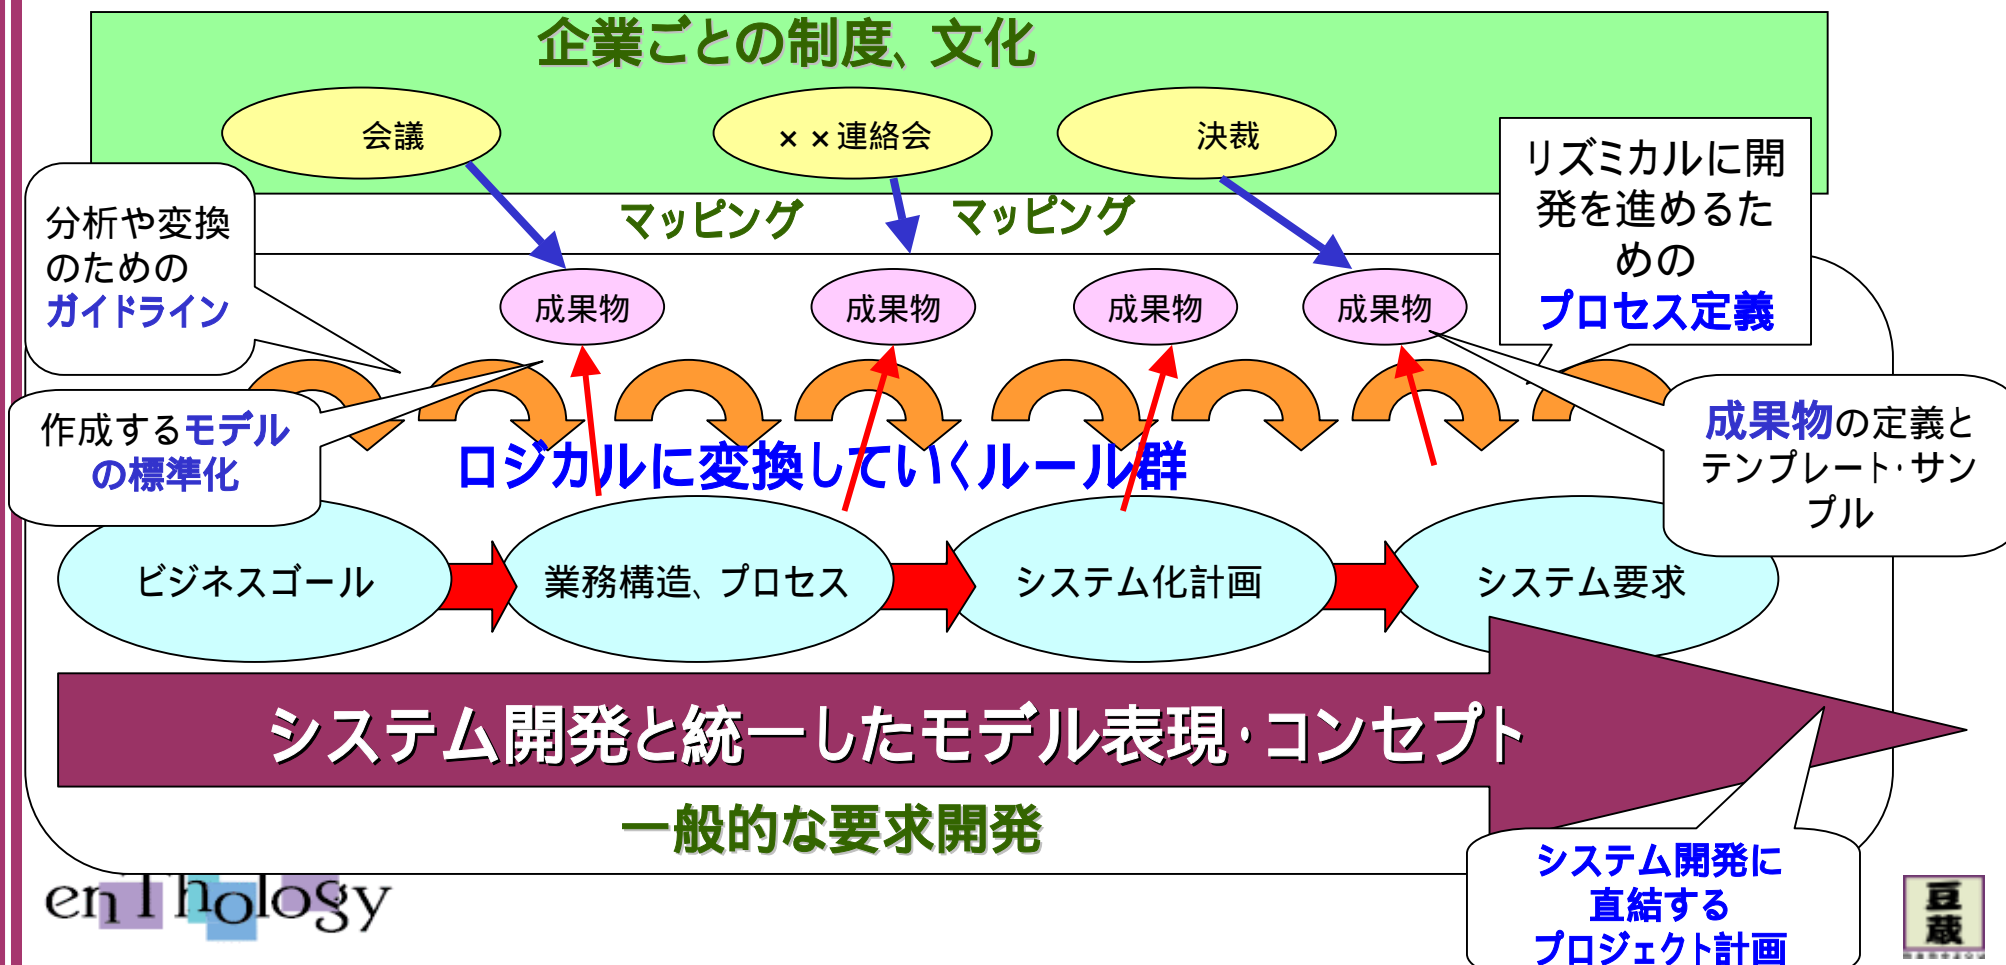 企業ごとの制度、文化
会議
××連絡会
決裁
マッピング
マッピング
分析や変換
のための
ガイドライン
リズミカルに開
発を進めるた
めの
プロセス定義
成果物
成果物
成果物
成果物
作成するモデル
の標準化
ロジカルに変換していくルール群
成果物の定義と
テンプレート・サン
プル
ビジネスゴール
業務構造、プロセス
システム化計画
システム要求
システム開発と統一したモデル表現・コンセプト
一般的な要求開発
システム開発に
直結する
プロジェクト計画
enThology
豆
蔵